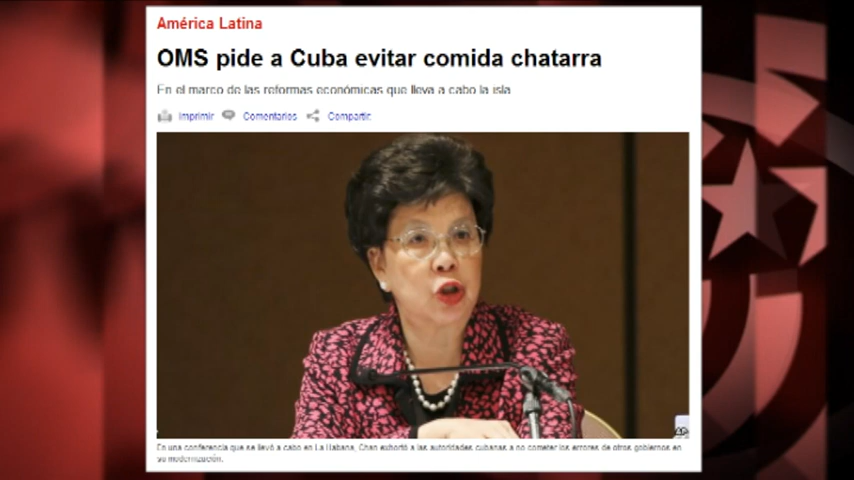 América Latina
OMS pide a Cuba evitar comida chatarra
En el marco de las reformas económicas que lleva a cabo la isla
Imprimir Comentarios Compartir:
En una conferencia que se llevó a cabo en La Habana, Chan exhortó a las autoridades cubanas a no cometer los errores de otros gobiernos en
su modernización.
AP